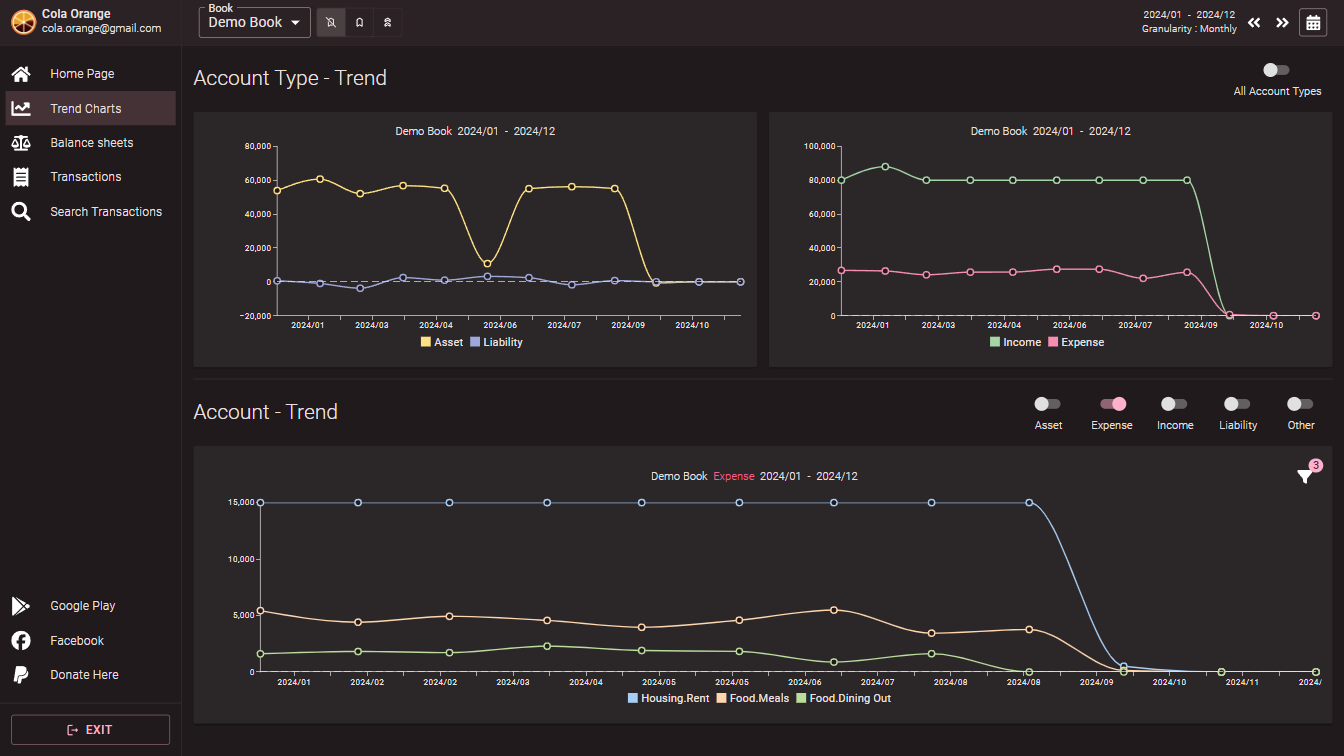 Cola Orange
cola.orange@gmail.com
Book
Demo Book
2024/01 - 2024/12
Granularity : Monthly
Home Page
Trend Charts
Balance sheets
Transactions
Search Transactions
Google Play
Facebook
Donate Here
EXIT
Account Type - Trend
All Account Types
Demo Book 2024/01 - 2024/12
80,000
60,000
40,000
20,000
0
−20,000
2024/01 2024/03 2024/04 2024/06 2024/07 2024/09 2024/10
Asset Liability
Demo Book 2024/01 - 2024/12
100,000
80,000
60,000
40,000
20,000
0
2024/01 2024/03 2024/04 2024/06 2024/07 2024/09 2024/10
Income Expense
Account - Trend
Asset Expense Income Liability Other
Demo Book Expense 2024/01 - 2024/12
3
15,000
10,000
5,000
0
2024/01 2024/02 2024/02 2024/03 2024/04 2024/05 2024/05 2024/06 2024/07 2024/08 2024/08 2024/09 2024/10 2024/11 2024/
Housing.Rent Food.Meals Food.Dining Out